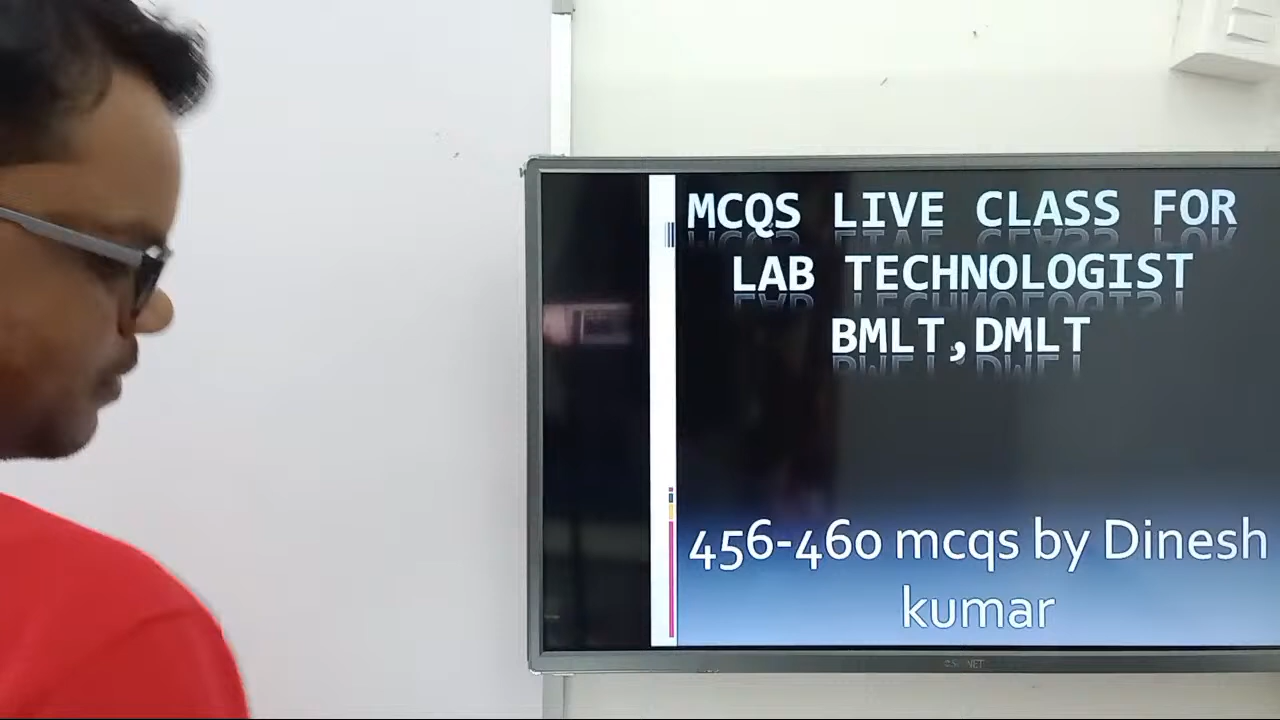 MCQS LIVE CLASS FOR
LAB TECHNOLOGIST
BMLT,DMLT
456-460 mcqs by Dinesh
kumar